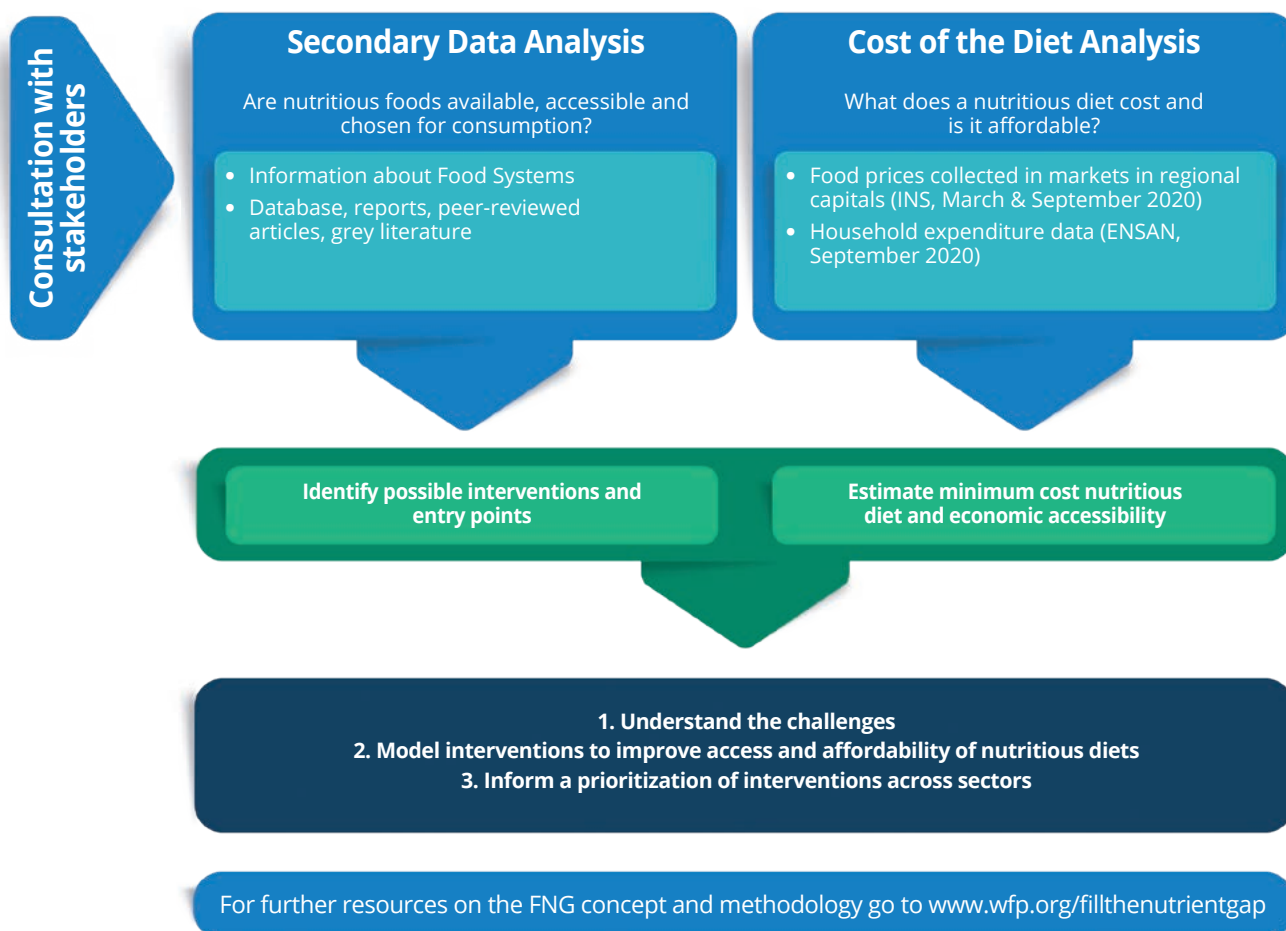 Consultation with
stakeholders
Secondary Data Analysis
Are nutritious foods available, accessible and
chosen for consumption?
• Information about Food Systems
• Database, reports, peer-reviewed
articles, grey literature
Cost of the Diet Analysis
What does a nutritious diet cost and
is it affordable?
• Food prices collected in markets in regional
capitals (INS, March & September 2020)
• Household expenditure data (ENSAN,
September 2020)
Identify possible interventions and
entry points
Estimate minimum cost nutritious
diet and economic accessibility
1. Understand the challenges
2. Model interventions to improve access and affordability of nutritious diets
3. Inform a prioritization of interventions across sectors
For further resources on the FNG concept and methodology go to www.wfp.org/fillthenutrientgap